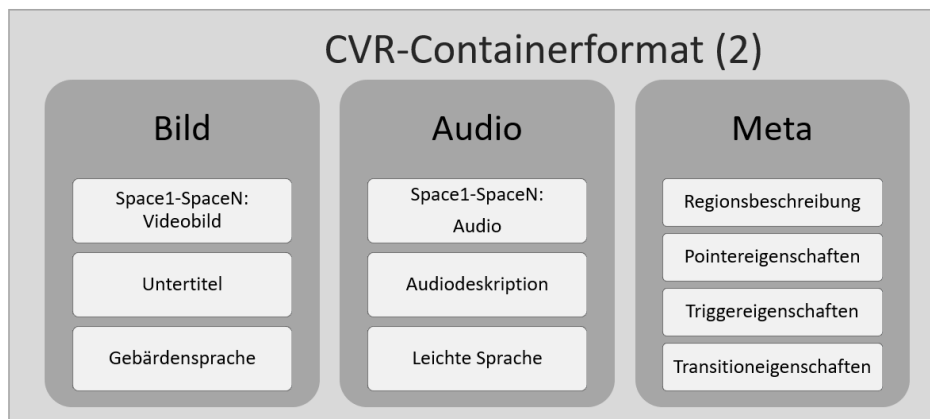 CVR-Containerformat (2)
Bild
Space1-SpaceN:
Videobild
Untertitel
Gebärdensprache
Audio
Space1-SpaceN:
Audio
Audiodeskription
Leichte Sprache
Meta
Regionsbeschreibung
Pointereigenschaften
Triggereigenschaften
Transitioneigenschaften